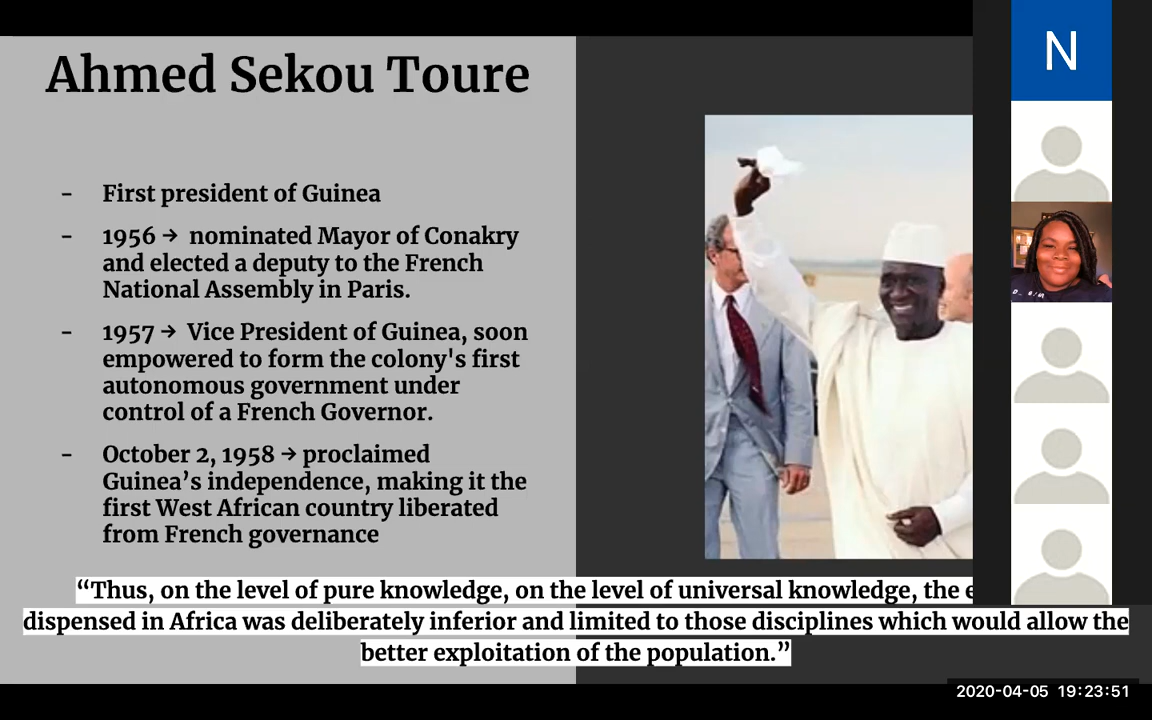 Ahmed Sekou Toure
- First president of Guinea
- 1956 → nominated Mayor of Conakry
and elected a deputy to the French
National Assembly in Paris.
- 1957 → Vice President of Guinea, soon
empowered to form the colony's first
autonomous government under
control of a French Governor.
- October 2, 1958 → proclaimed
Guinea’s independence, making it the
first West African country liberated
from French governance
“Thus, on the level of pure knowledge, on the level of universal knowledge, the
dispensed in Africa was deliberately inferior and limited to those disciplines which would allow the
better exploitation of the population.”
N
2020-04-05 19:23:51